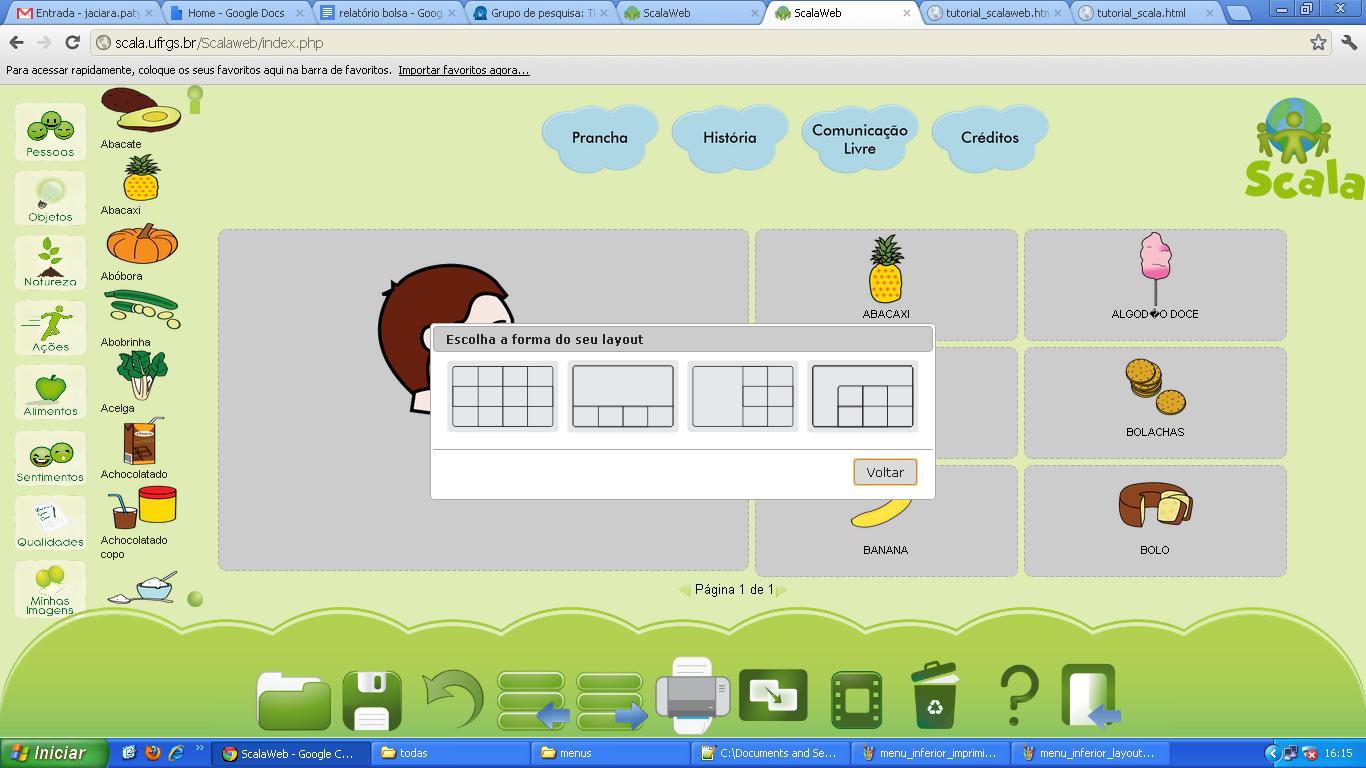 Entrada - jaciara.paty
Home - Google Docs
relatório bolsa - Goog
Grupo de pesquisa: TI
ScalaWeb
ScalaWeb
tutorial_scalaweb.htn
tutorial_scala.html
scala.ufrgs.br/Scalaweb/index.php
Para acessar rapidamente, coloque os seus favoritos aqui na barra de favoritos. Importar favoritos agora...
Pessoas
Objetos
Natureza
Ações
Alimentos
Sentimentos
Qualidades
Minhas
Imagens
Abacate
Abacaxi
Abóbora
Abobrinha
Acelga
Achocolatado
Achocolatado
copo
Prancha
História
Comunicação
Livre
Créditos
Scala
ABACAXI
ALGOD�O DOCE
BOLACHAS
BANANA
BOLO
Escolha a forma do seu layout
Voltar
Página 1 de 1
?
Iniciar
ScalaWeb - Google C...
todas
menus
C:\Documents and Se...
menu_inferior_imprimi...
menu_inferior_layout...
16:15